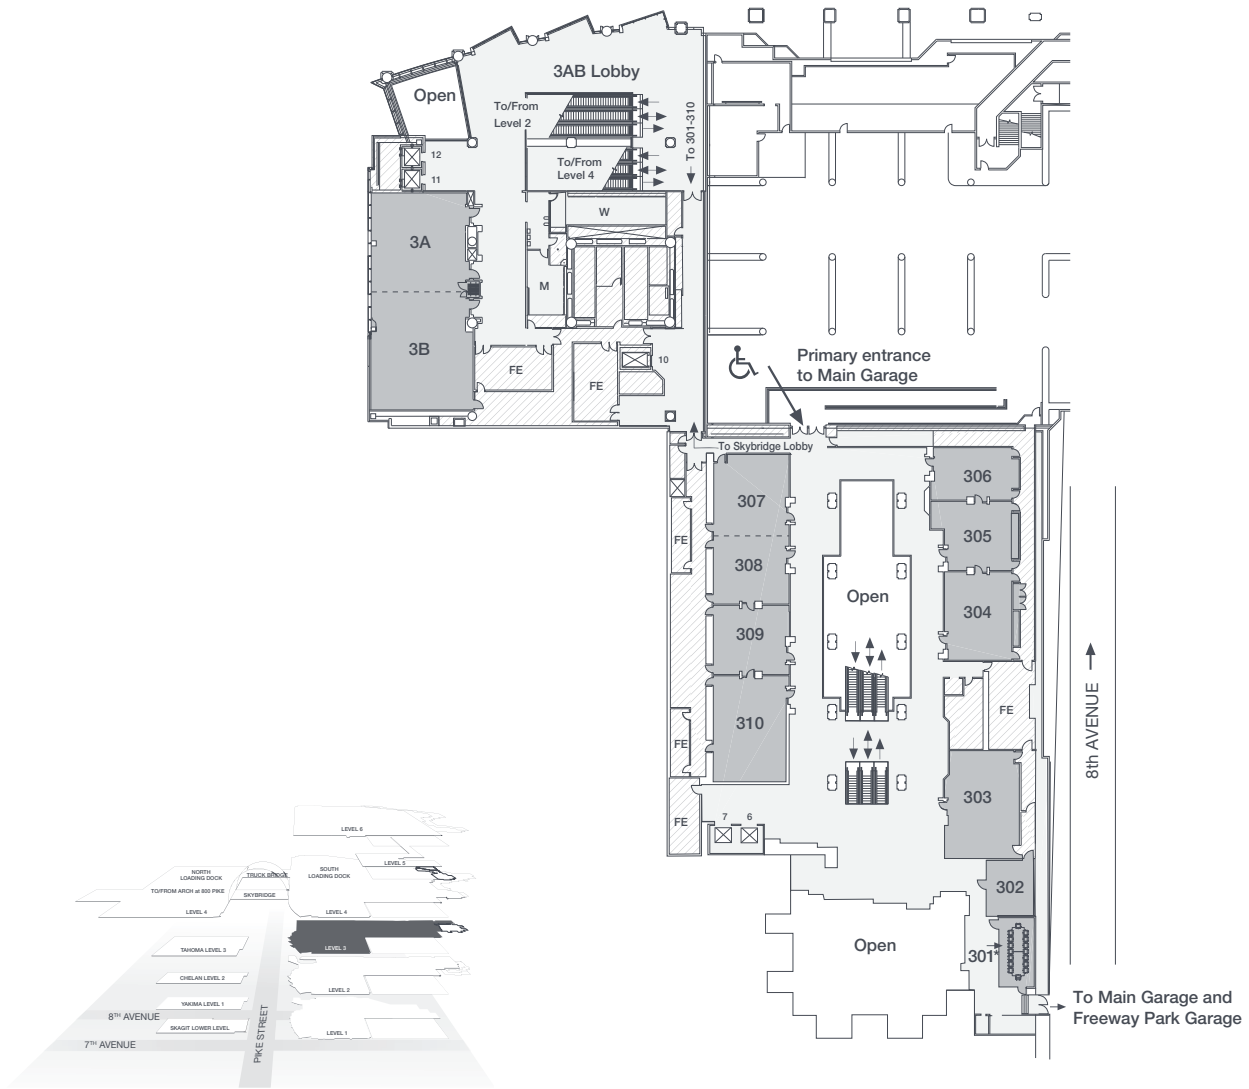 3AB Lobby
Open
To/From
Level 2
To 301-310
12
To/From
Level 4
11
W
3A
M
3B
10
FE
FE
Primary entrance
to Main Garage
To Skybridge Lobby
306
307
305
FE
308
Open
304
309
310
FE
FE
8th AVENUE
303
7
6
FE
302
Open
301*
To Main Garage and
Freeway Park Garage
LEVEL 6
LEVEL 5
NORTH
LOADING DOCK
TRUCK BRIDGE
SOUTH
LOADING DOCK
TO/FROM ARCH at 800 PIKE
SKYBRIDGE
LEVEL 4
LEVEL 4
TAHOMA LEVEL 3
LEVEL 3
CHELAN LEVEL 2
LEVEL 2
YAKIMA LEVEL 1
8TH AVENUE
SKAGIT LOWER LEVEL
LEVEL 1
7TH AVENUE
PIKE STREET